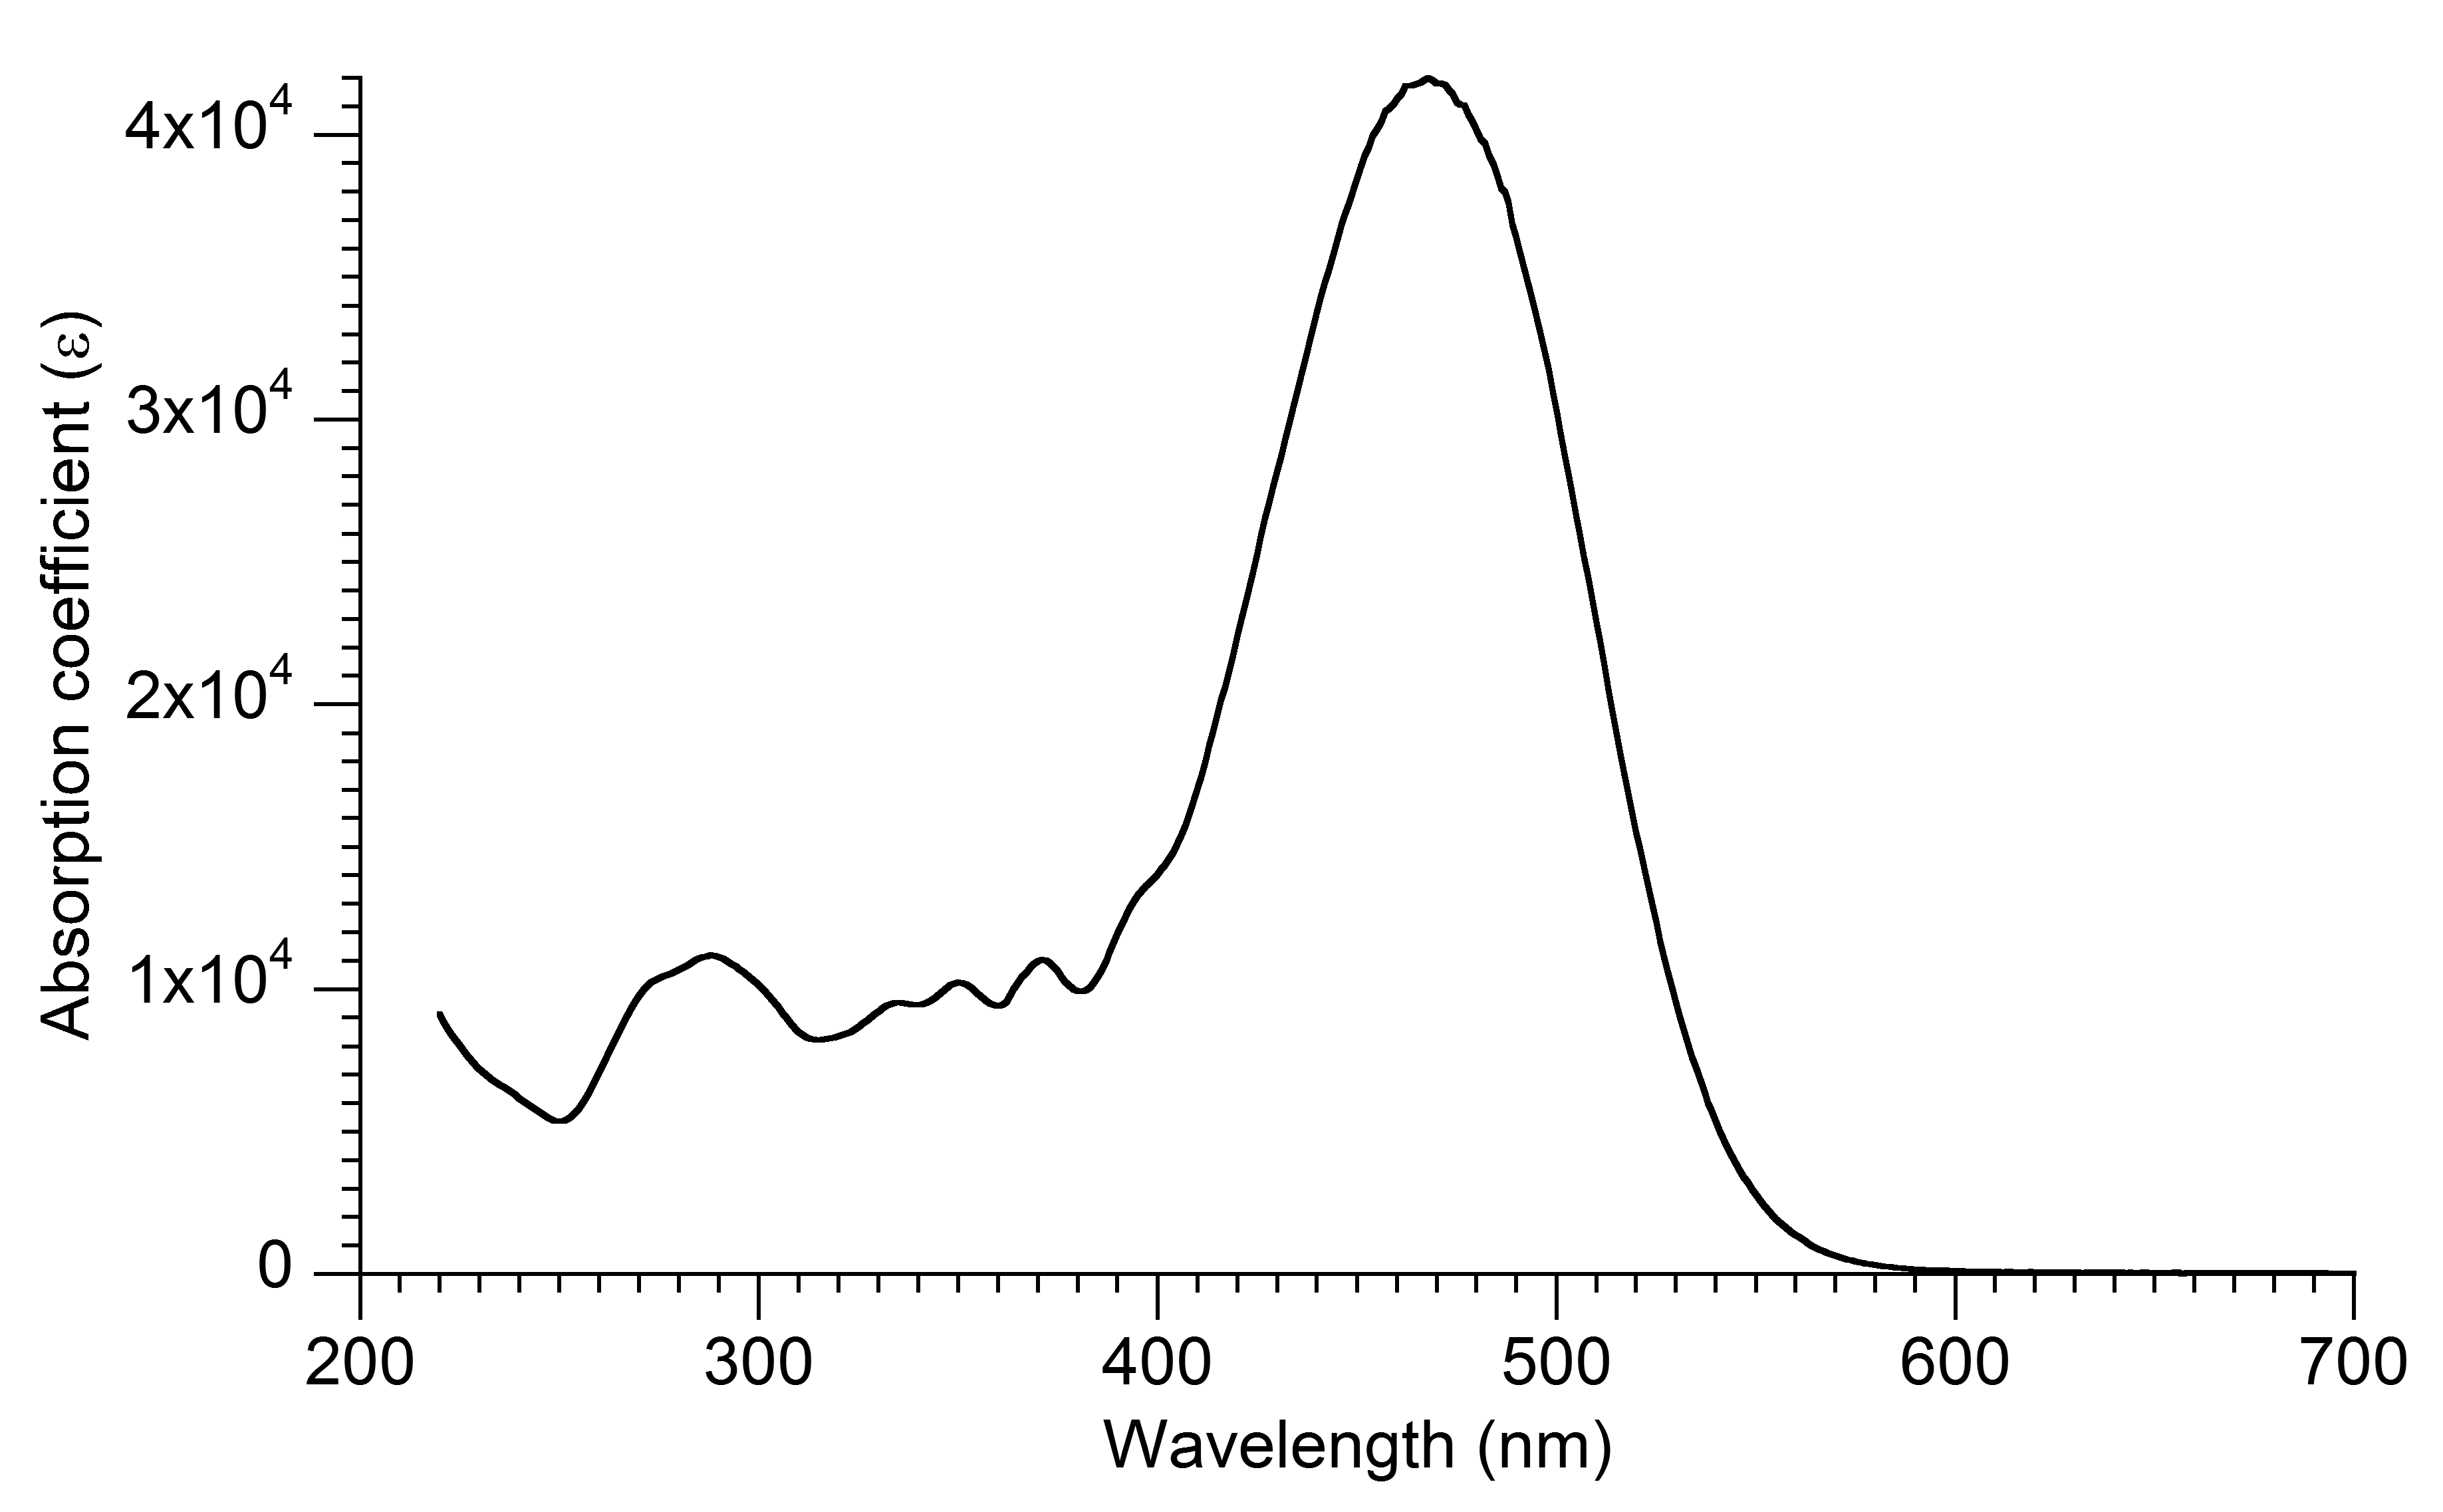 Absorption coefficient (ε)
4x10⁴
3x10⁴
2x10⁴
1x10⁴
0
200 300 400 500 600 700
Wavelength (nm)